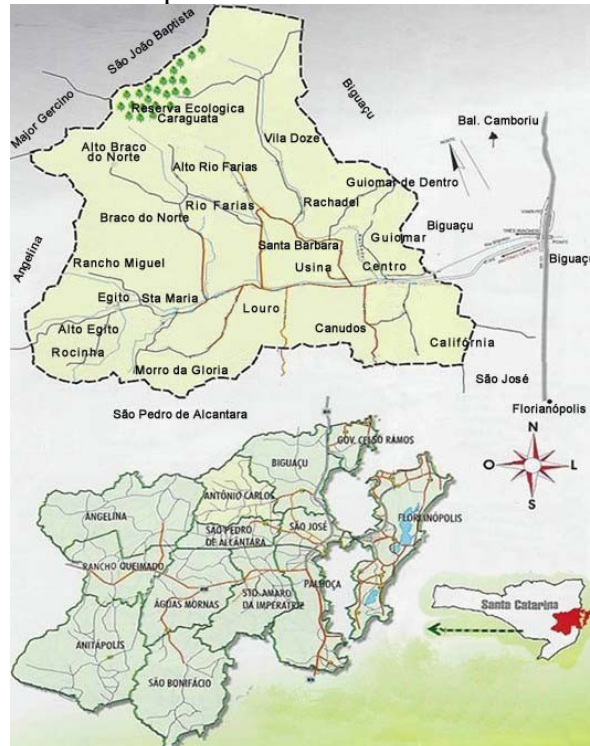 São João Baptista
Major Gercino
Biguaçu
Reserva Ecologica
Caraguata
Bal. Camboriu
Vila Doze
Alto Braco
do Norte
Alto Rio Farias
NORTE
Guiomar de Dentro
Rio Farias
Rachadel
Braco do Norte
Biguaçu
Guiomar
Santa Barbara
Angelina
Rancho Miguel
Usina
Centro
Biguaçu
Egito
Sta Maria
Louro
Alto Egito
Canudos
Rocinha
Califórnia
Morro da Gloria
São José
São Pedro de Alcantara
Florianópolis
N
O
L
S
GOV. CELSO RAMOS
BIGUAÇU
ANTÔNIO CARLOS
ANGELINA
SÃO PEDRO
DE ALCÂNTARA
SÃO JOSÉ
FLORIANÓPOLIS
RANCHO QUEIMADO
PALHOÇA
ÁGUAS MORNAS
STO. AMARO
DA IMPERATRIZ
Santa Catarina
ANITÁPOLIS
SÃO BONIFÁCIO